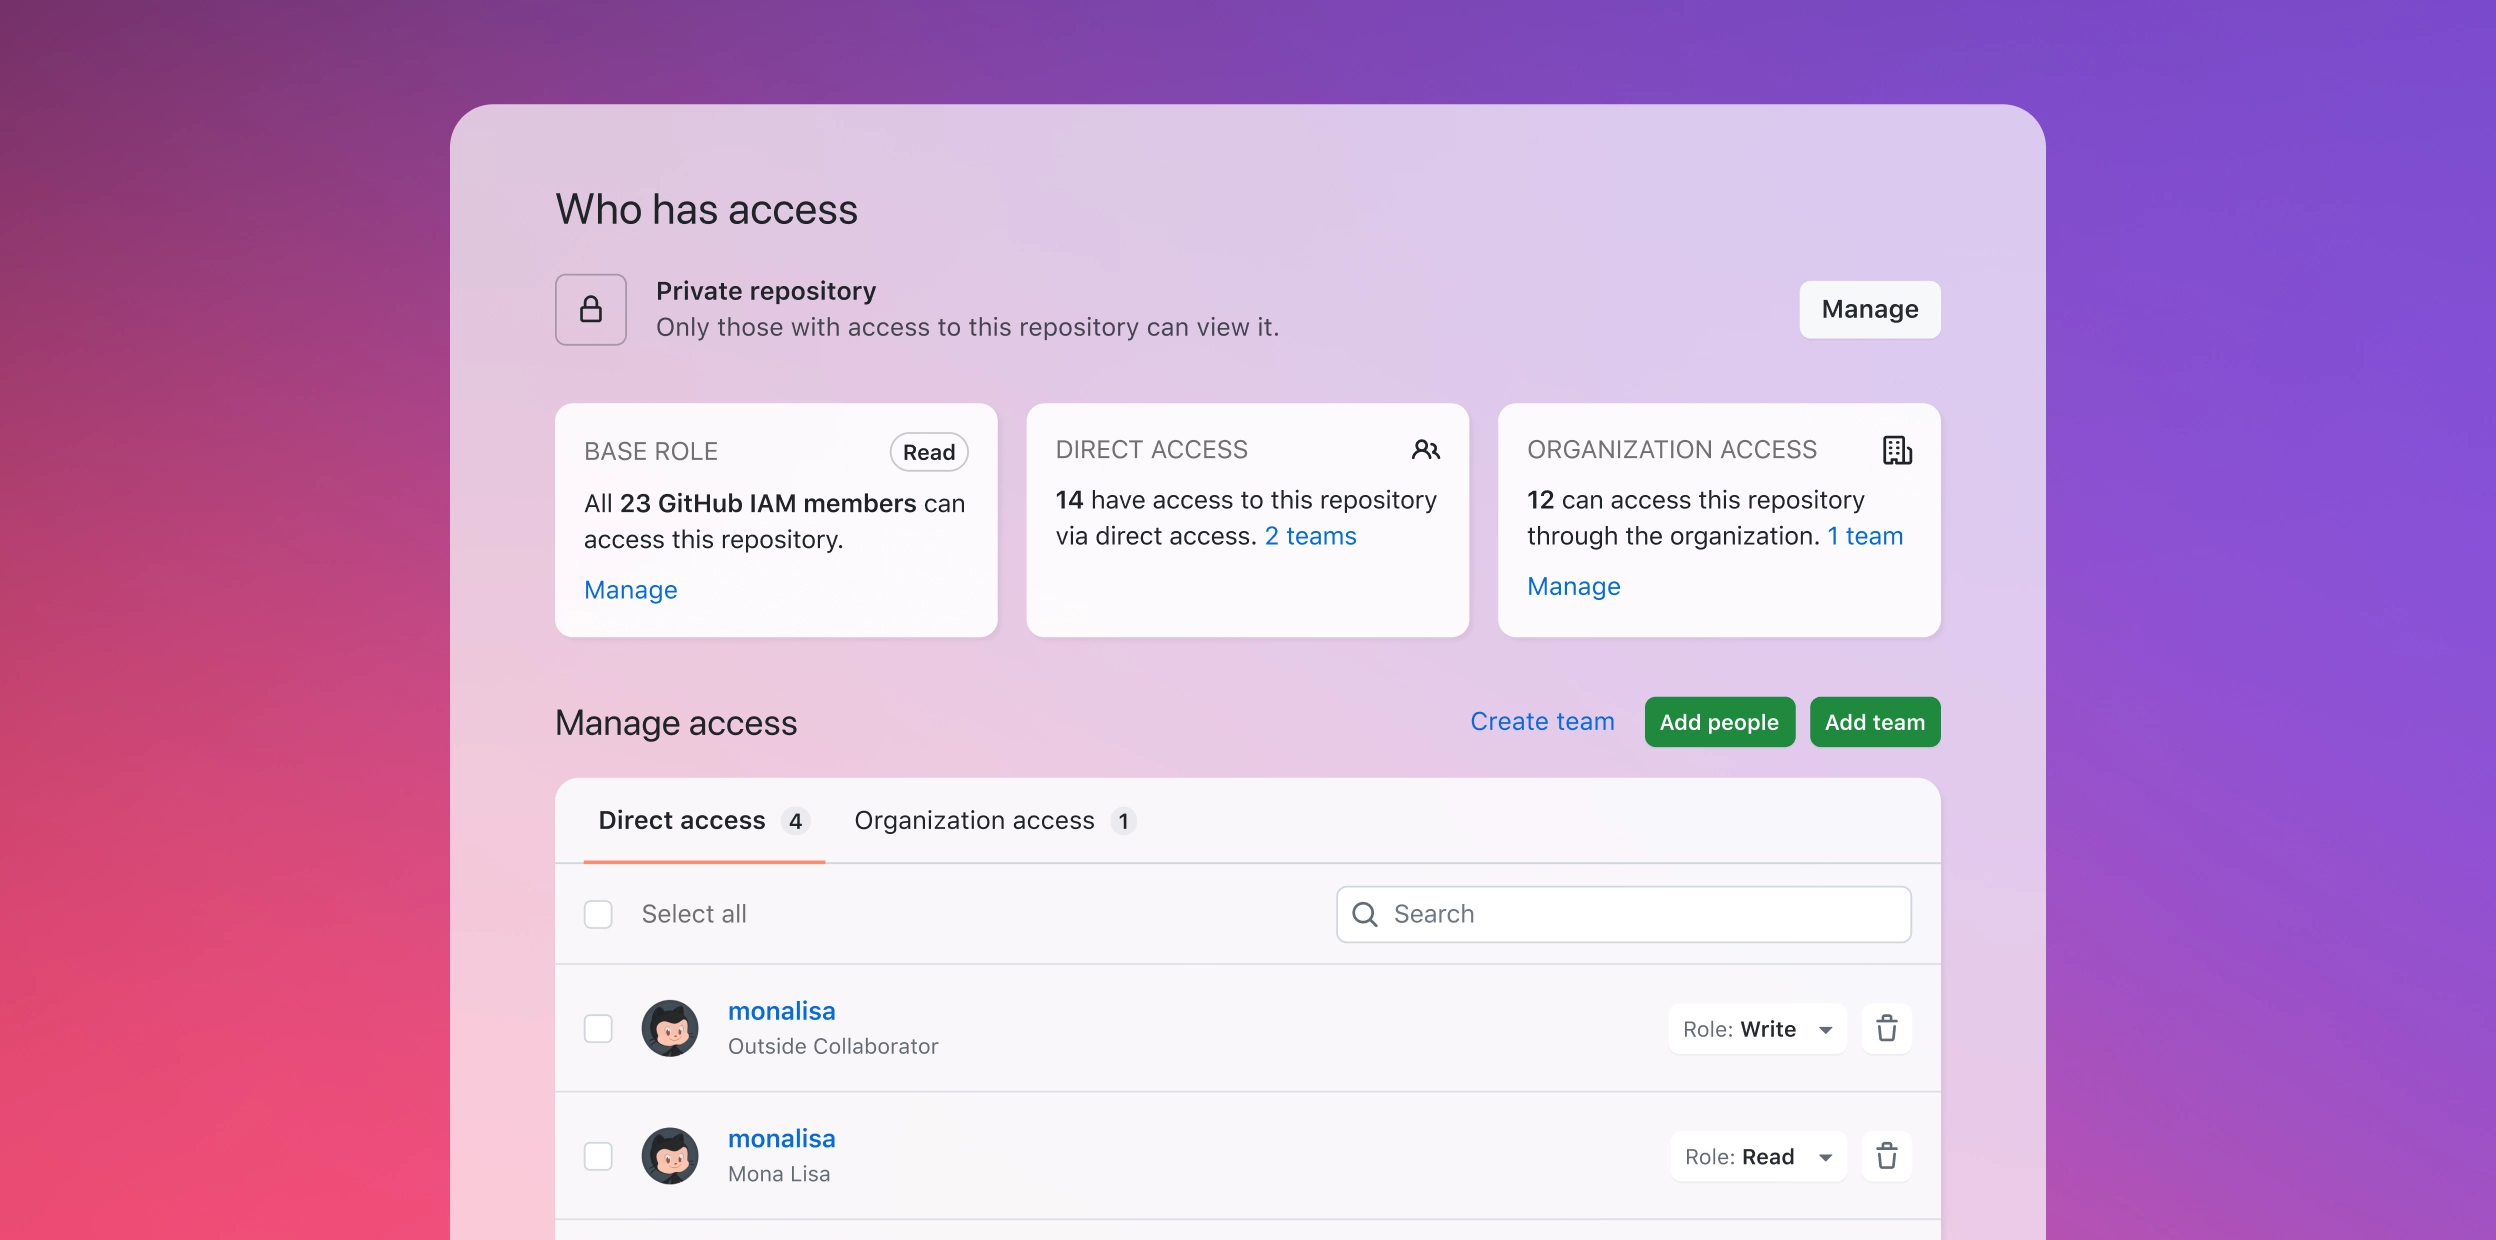 Who has access
Private repository
Only those with access to this repository can view it.
Manage
BASE ROLE
Read
All 23 GitHub IAM members can
access this repository.
Manage
DIRECT ACCESS
14 have access to this repository
via direct access. 2 teams
ORGANIZATION ACCESS
12 can access this repository
through the organization. 1 team
Manage
Manage access
Create team
Add people
Add team
Direct access 4
Organization access 1
Select all
Search
monalisa
Outside Collaborator
Role: Write
monalisa
Mona Lisa
Role: Read